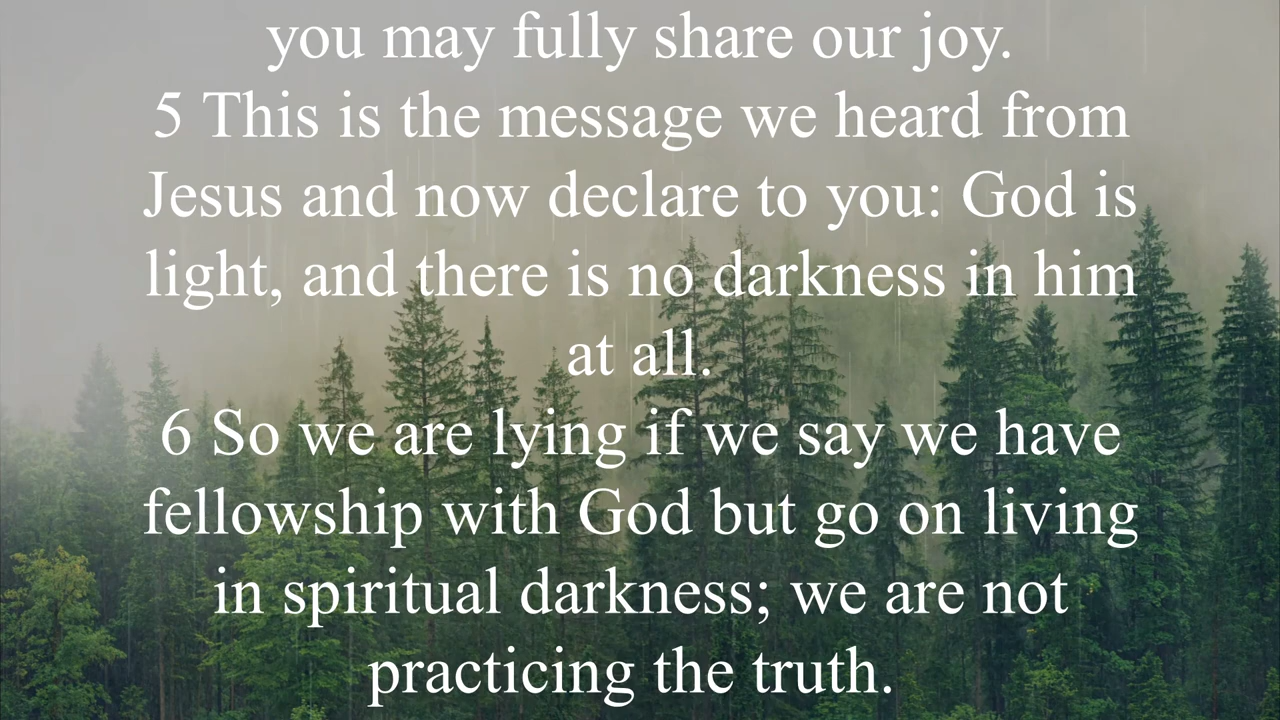 you may fully share our joy.
5 This is the message we heard from
Jesus and now declare to you: God is
light, and there is no darkness in him
at all.
6 So we are lying if we say we have
fellowship with God but go on living
in spiritual darkness; we are not
practicing the truth.